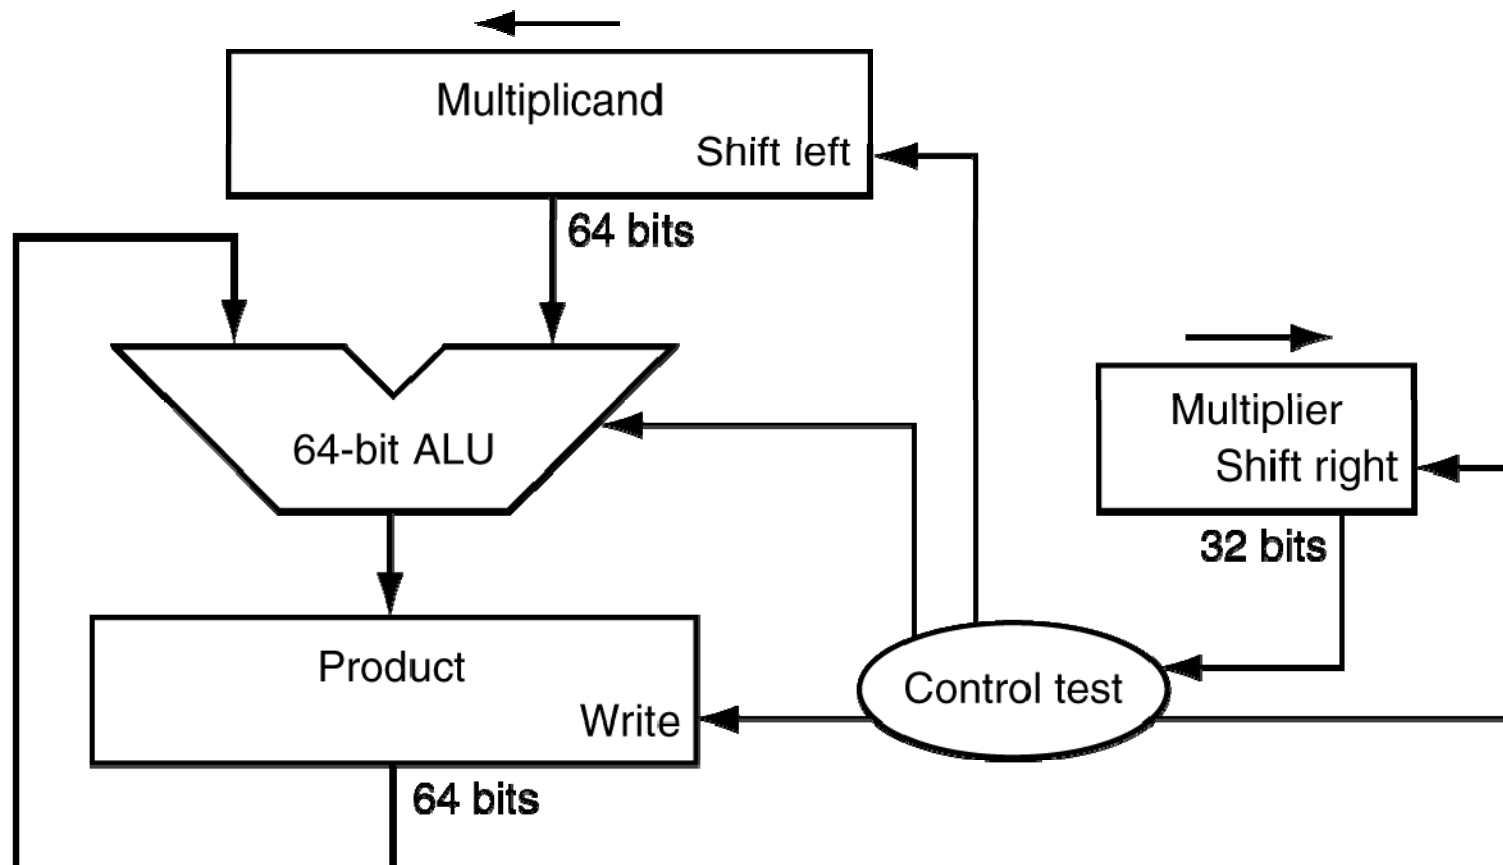 Multiplicand
Shift left
64 bits
64-bit ALU
Multiplier
Shift right
32 bits
Product
Write
Control test
64 bits